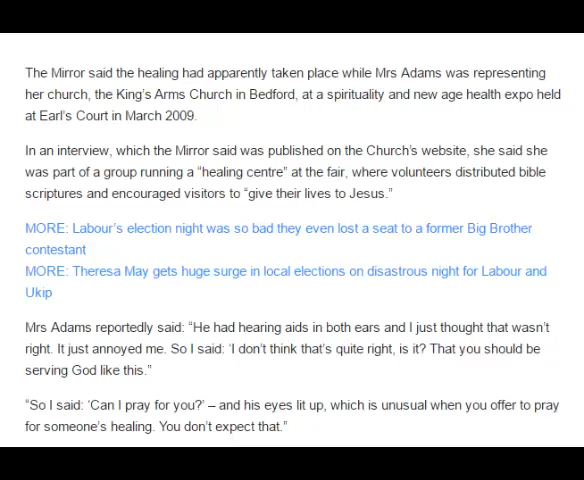 The Mirror said the healing had apparently taken place while Mrs Adams was representing
her church, the King's Arms Church in Bedford, at a spirituality and new age health expo held
at Earl's Court in March 2009.
In an interview, which the Mirror said was published on the Church's website, she said she
was part of a group running a “healing centre” at the fair, where volunteers distributed bible
scriptures and encouraged visitors to “give their lives to Jesus.”
MORE: Labour's election night was so bad they even lost a seat to a former Big Brother
contestant
MORE: Theresa May gets huge surge in local elections on disastrous night for Labour and
Ukip
Mrs Adams reportedly said: “He had hearing aids in both ears and I just thought that wasn't
right. It just annoyed me. So I said: ‘I don't think that's quite right, is it? That you should be
serving God like this.”
“So I said: ‘Can I pray for you?’ – and his eyes lit up, which is unusual when you offer to pray
for someone's healing. You don't expect that.”